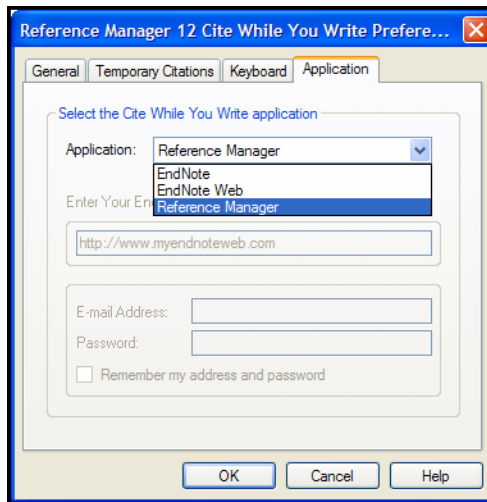 Reference Manager 12 Cite While You Write Prefere...
General Temporary Citations Keyboard Application
Select the Cite While You Write application
Application: Reference Manager
EndNote
EndNote Web
Enter Your En
Reference Manager
http://www.myendnoteweb.com
E-mail Address:
Password:
Remember my address and password
OK Cancel Help